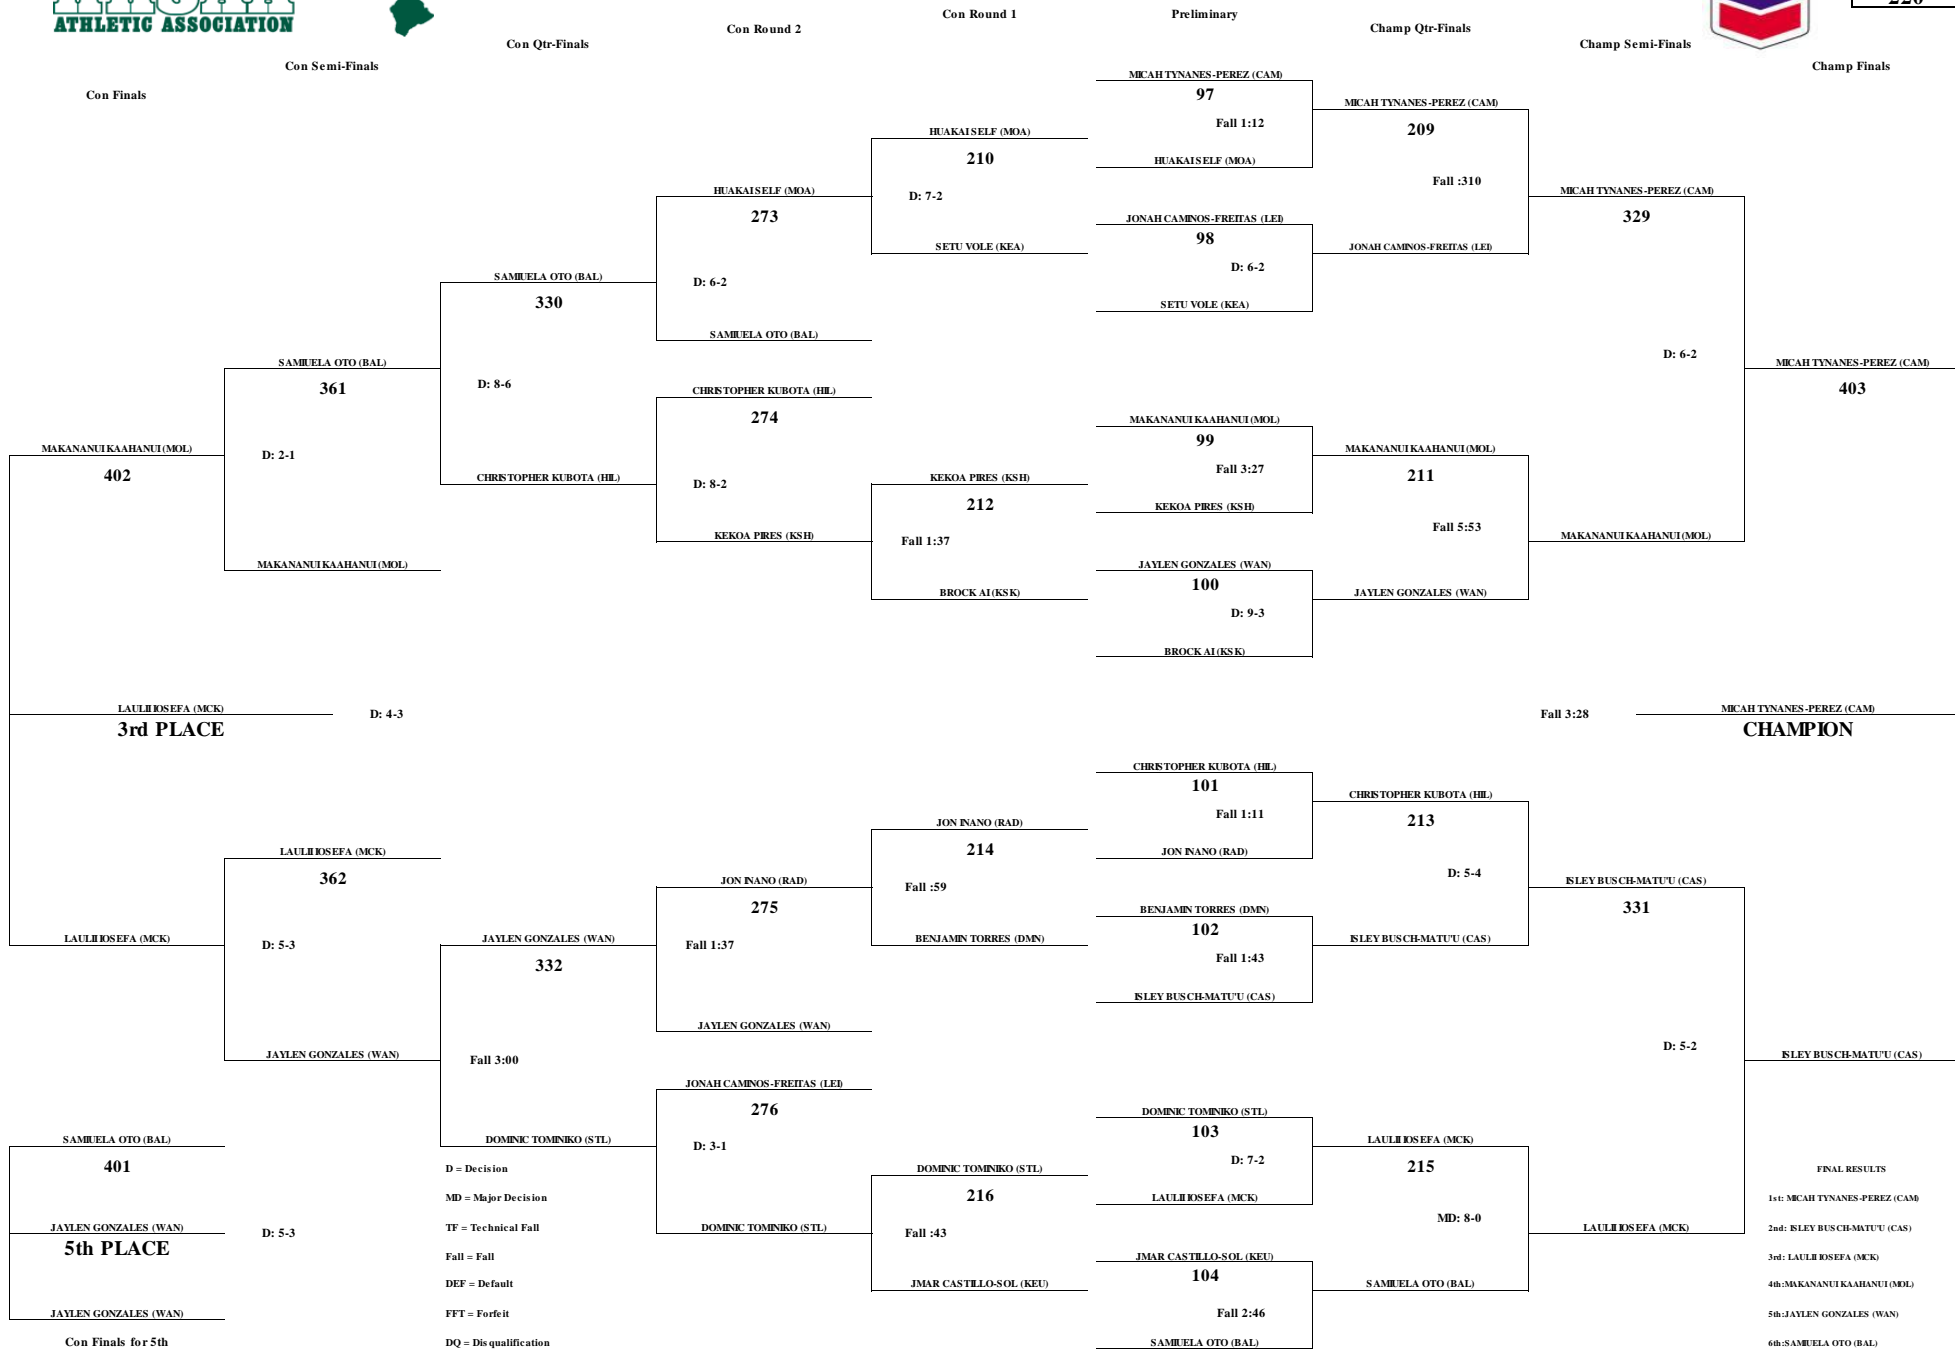 ATHLETIC ASSOCIATION
Con Finals
Con Semi-Finals
Con Qtr-Finals
Con Round 2
Con Round 1
Preliminary
Champ Qtr-Finals
Champ Semi-Finals
Champ Finals
MICAH TYNANES-PEREZ (CAM)
97
Fall 1:12
HUAKAI SELF (MOA)
JONAH CAMINOS-FREITAS (LEI)
98
D: 6-2
SETU VOLE (KEA)
MAKANANUI KAAHANUI (MOL)
99
Fall 3:27
KEKOA PIRES (KSH)
JAYLEN GONZALES (WAN)
100
D: 9-3
BROCK AI (KSK)
MICAH TYNANES-PEREZ (CAM)
209
Fall :310
JONAH CAMINOS-FREITAS (LEI)
MAKANANUI KAAHANUI (MOL)
211
Fall 5:53
JAYLEN GONZALES (WAN)
MICAH TYNANES-PEREZ (CAM)
329
D: 6-2
MAKANANUI KAAHANUI (MOL)
MICAH TYNANES-PEREZ (CAM)
403
HUAKAI SELF (MOA)
210
D: 7-2
SETU VOLE (KEA)
KEKOA PIRES (KSH)
212
Fall 1:37
BROCK AI (KSK)
HUAKAI SELF (MOA)
273
D: 6-2
SAMIUELA OTO (BAL)
CHRISTOPHER KUBOTA (HIL)
274
D: 8-2
KEKOA PIRES (KSH)
SAMIUELA OTO (BAL)
330
D: 8-6
CHRISTOPHER KUBOTA (HIL)
SAMIUELA OTO (BAL)
361
D: 2-1
MAKANANUI KAAHANUI (MOL)
MAKANANUI KAAHANUI (MOL)
402
LAULII IOSEFA (MCK)
3rd PLACE
D: 4-3
Fall 3:28
MICAH TYNANES-PEREZ (CAM)
CHAMPION
CHRISTOPHER KUBOTA (HIL)
101
Fall 1:11
JON INANO (RAD)
BENJAMIN TORRES (DMN)
102
Fall 1:43
ISLEY BUSCH-MATU'U (CAS)
DOMINIC TOMINIKO (STL)
103
D: 7-2
LAULII IOSEFA (MCK)
JMAR CASTILLO-SOL (KEU)
104
Fall 2:46
SAMIUELA OTO (BAL)
CHRISTOPHER KUBOTA (HIL)
213
D: 5-4
ISLEY BUSCH-MATU'U (CAS)
LAULII IOSEFA (MCK)
215
MD: 8-0
SAMIUELA OTO (BAL)
ISLEY BUSCH-MATU'U (CAS)
331
D: 5-2
LAULII IOSEFA (MCK)
ISLEY BUSCH-MATU'U (CAS)
JON INANO (RAD)
214
Fall :59
BENJAMIN TORRES (DMN)
DOMINIC TOMINIKO (STL)
216
Fall :43
JMAR CASTILLO-SOL (KEU)
JON INANO (RAD)
275
Fall 1:37
JAYLEN GONZALES (WAN)
JONAH CAMINOS-FREITAS (LEI)
276
D: 3-1
DOMINIC TOMINIKO (STL)
JAYLEN GONZALES (WAN)
332
Fall 3:00
DOMINIC TOMINIKO (STL)
LAULII IOSEFA (MCK)
362
D: 5-3
JAYLEN GONZALES (WAN)
LAULII IOSEFA (MCK)
SAMIUELA OTO (BAL)
401
JAYLEN GONZALES (WAN)
5th PLACE
D: 5-3
JAYLEN GONZALES (WAN)
Con Finals for 5th
D = Decision
MD = Major Decision
TF = Technical Fall
Fall = Fall
DEF = Default
FFT = Forfeit
DQ = Disqualification
FINAL RESULTS
1st: MICAH TYNANES-PEREZ (CAM)
2nd: ISLEY BUSCH-MATU'U (CAS)
3rd: LAULII IOSEFA (MCK)
4th:MAKANANUI KAAHANUI (MOL)
5th:JAYLEN GONZALES (WAN)
6th:SAMIUELA OTO (BAL)